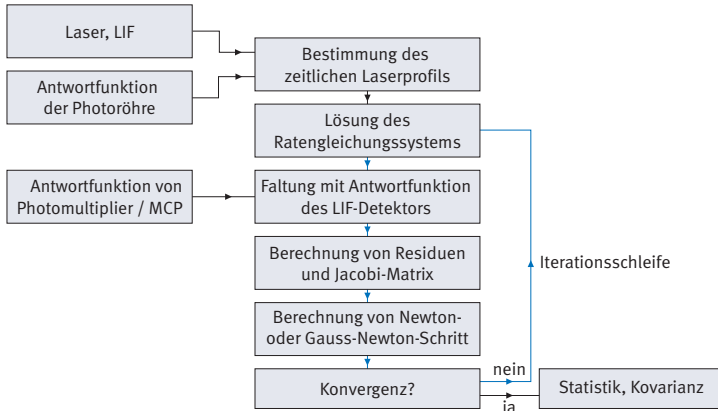 Laser, LIF
Bestimmung des
zeitlichen Laserprofils
Antwortfunktion
der Photoröhre
Lösung des
Ratengleichungssystems
Antwortfunktion von
Photomultiplier / MCP
Faltung mit Antwortfunktion
des LIF-Detektors
Berechnung von Residuen
und Jacobi-Matrix
Iterationsschleife
Berechnung von Newton-
oder Gauss-Newton-Schritt
Konvergenz?
nein
ja
Statistik, Kovarianz